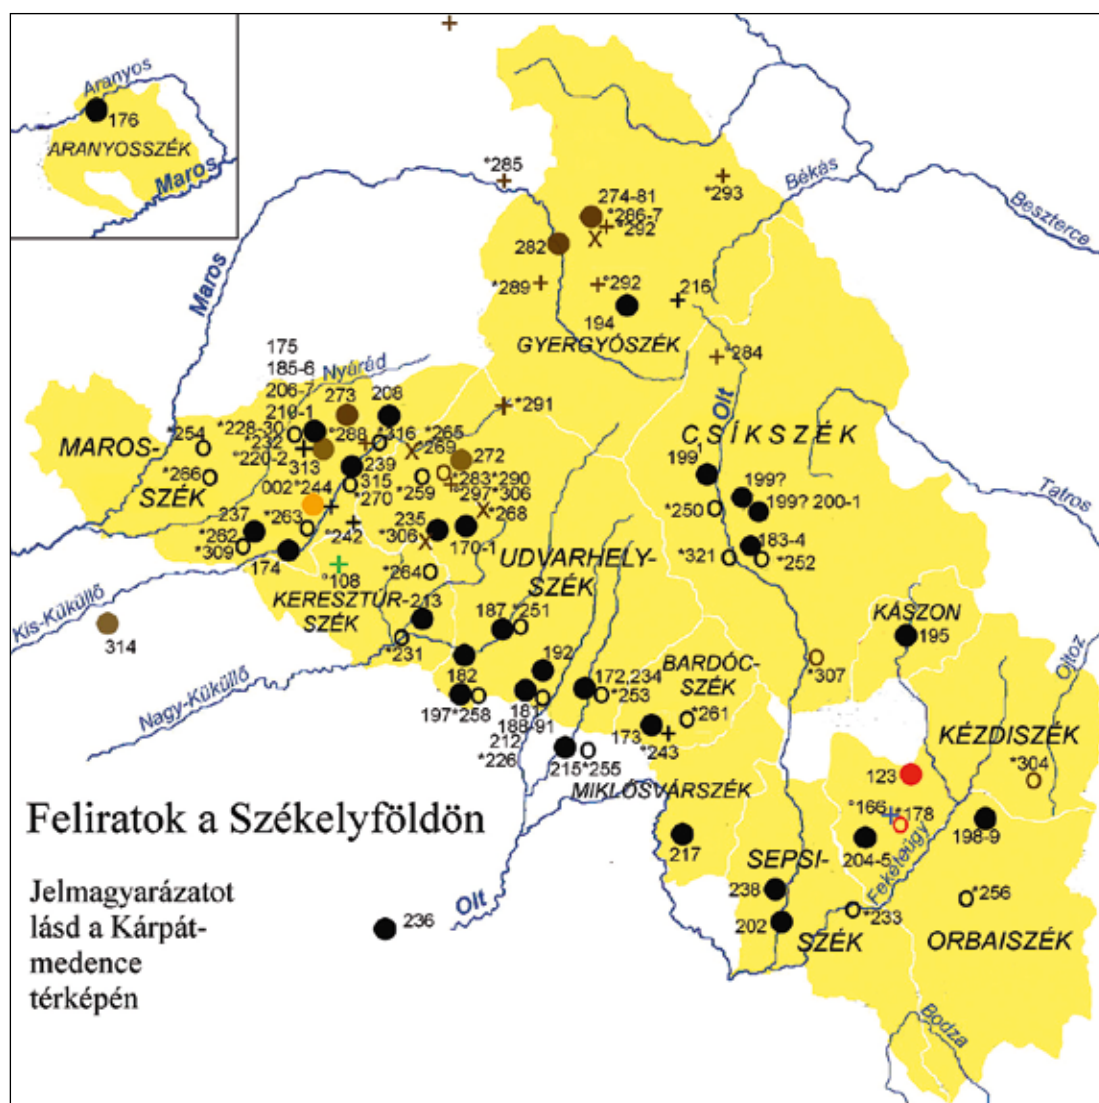 Aranyos
176
ARANYOSSZÉK
Maros
*285
274-81
*286-7
*292
282
*293
Békás
Beszterce
Maros
*289
*292
216
194
GYERGYÓSZÉK
*284
175
185-6
206-7
210-1
Nyárád
273
208
*291
Olt
MAROS-
SZÉK
*254
*228-30
*232
*220-2
*288
*316
*265
*269
313
239
272
CSÍKSZÉK
199
*266
002*244
315
*270
*259
*283*290
297*306
*268
199?
199? 200-1
*250
Tatros
237
*262
*309
*263
*242
235
*306
170-1
183-4
*321
*252
174
°108
*264
UDVARHELY-
SZÉK
KERESZTÚR-
SZÉK
213
187
*251
KÁSZON
195
Kis-Küküllő
314
*231
Nagy-Küküllő
182
192
172,234
*253
BARDÓC-
SZÉK
*307
Oltoz
197*258
181
188-91
212
*226
173
*243
*261
KÉZDISZÉK
*304
215*255
MIKLÓSVÁRSZÉK
123
°166
*178
198-9
Feliratok a Székelyföldön
217
SEPSI-
SZÉK
204-5
Feketeügy
Jelmagyarázatot
lásd a Kárpát-
medence
térképén
236
Olt
238
202
*233
*256
ORBAISZÉK
Bodza